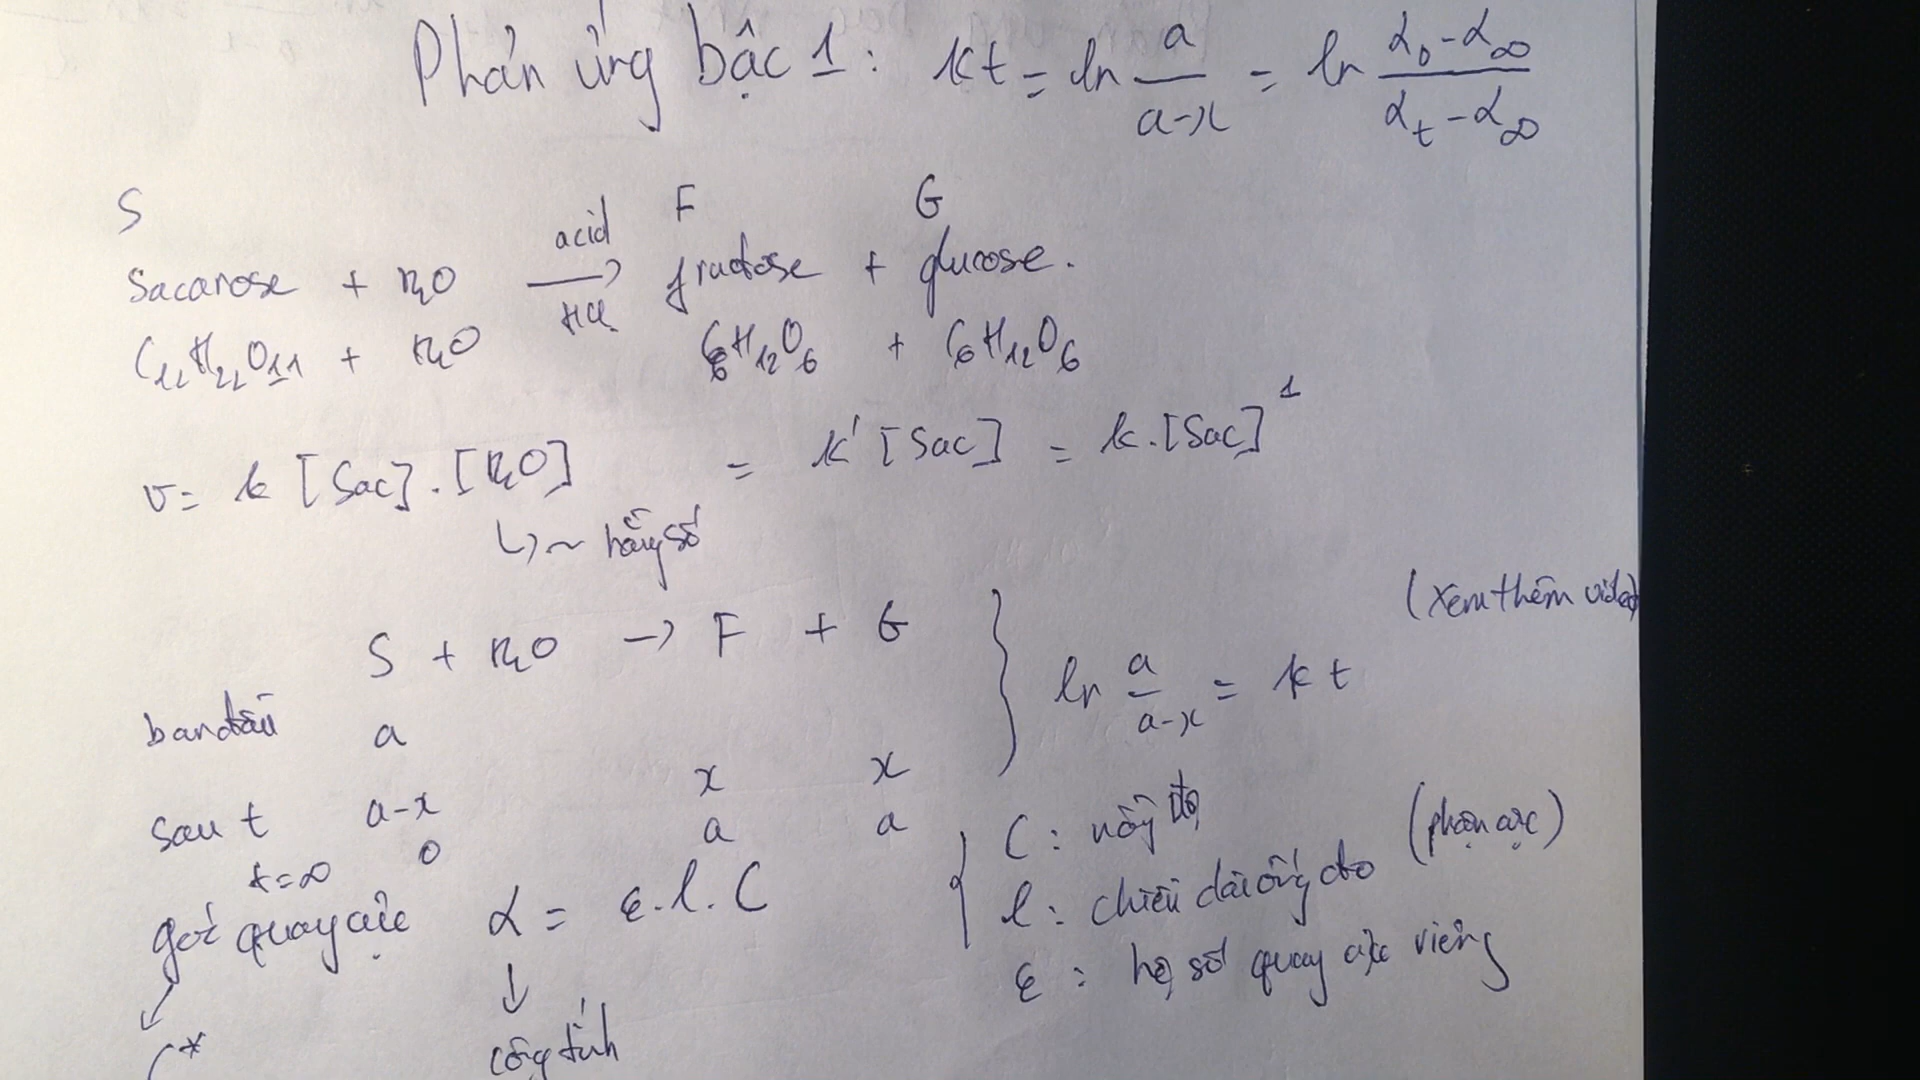 Phản ứng bậc 1: kt = ln a/(a-x) = ln (α₀-α∞)/(αt-α∞)
S F G
Sacarose + H₂O →(acid, HCl) fructose + glucose.
C₁₂H₂₂O₁₁ + H₂O C₆H₁₂O₆ + C₆H₁₂O₆
v = k [Sac].[H₂O] = k' [Sac] = k.[Sac]¹
↳ ~ hằng số
(xem thêm video)
S + H₂O → F + G } ln a/(a-x) = kt
ban đầu a
sau t a-x x x
t=∞ 0 a a
góc quay cực α = ε.l.C
{ C: nồng độ
l: chiều dài ống đo (phân cực)
ε: hệ số quay cực riêng
↓
C* cộng tính